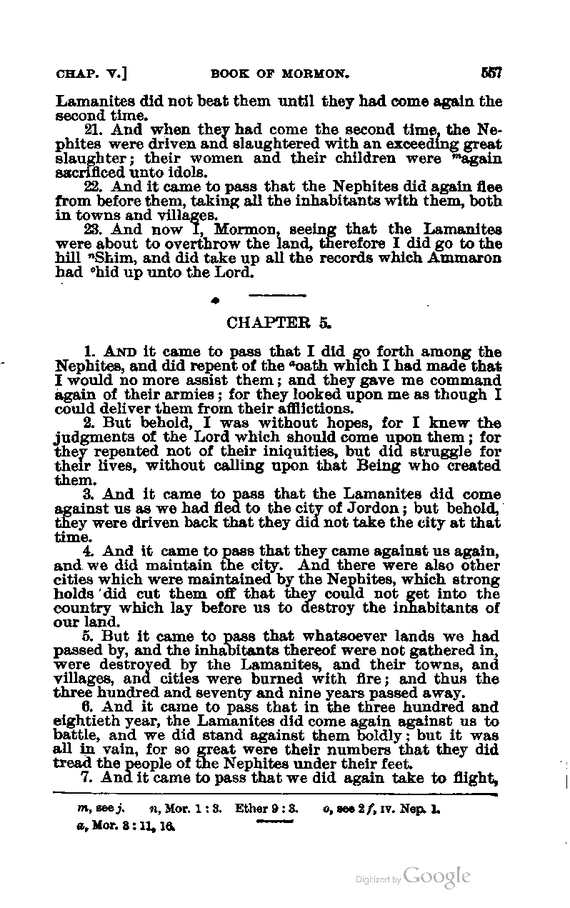 CHAP. V.] BOOK OF MORMON. 557
Lamanites did not beat them until they had come again the
second time.
21. And when they had come the second time, the Ne-
phites were driven and slaughtered with an exceeding great
slaughter; their women and their children were ᵐagain
sacrificed unto idols.
22. And it came to pass that the Nephites did again flee
from before them, taking all the inhabitants with them, both
in towns and villages.
23. And now I, Mormon, seeing that the Lamanites
were about to overthrow the land, therefore I did go to the
hill ⁿShim, and did take up all the records which Ammaron
had ᵒhid up unto the Lord.
CHAPTER 5.
1. AND it came to pass that I did go forth among the
Nephites, and did repent of the ᵃoath which I had made that
I would no more assist them; and they gave me command
again of their armies; for they looked upon me as though I
could deliver them from their afflictions.
2. But behold, I was without hopes, for I knew the
judgments of the Lord which should come upon them; for
they repented not of their iniquities, but did struggle for
their lives, without calling upon that Being who created
them.
3. And it came to pass that the Lamanites did come
against us as we had fled to the city of Jordon; but behold,
they were driven back that they did not take the city at that
time.
4. And it came to pass that they came against us again,
and we did maintain the city. And there were also other
cities which were maintained by the Nephites, which strong
holds did cut them off that they could not get into the
country which lay before us to destroy the inhabitants of
our land.
5. But it came to pass that whatsoever lands we had
passed by, and the inhabitants thereof were not gathered in,
were destroyed by the Lamanites, and their towns, and
villages, and cities were burned with fire; and thus the
three hundred and seventy and nine years passed away.
6. And it came to pass that in the three hundred and
eightieth year, the Lamanites did come again against us to
battle, and we did stand against them boldly; but it was
all in vain, for so great were their numbers that they did
tread the people of the Nephites under their feet.
7. And it came to pass that we did again take to flight,
m, see j. n, Mor. 1:3. Ether 9:3. o, see 2 f, IV. Nep. 1.
a, Mor. 3:11, 16.
Digitized by Google